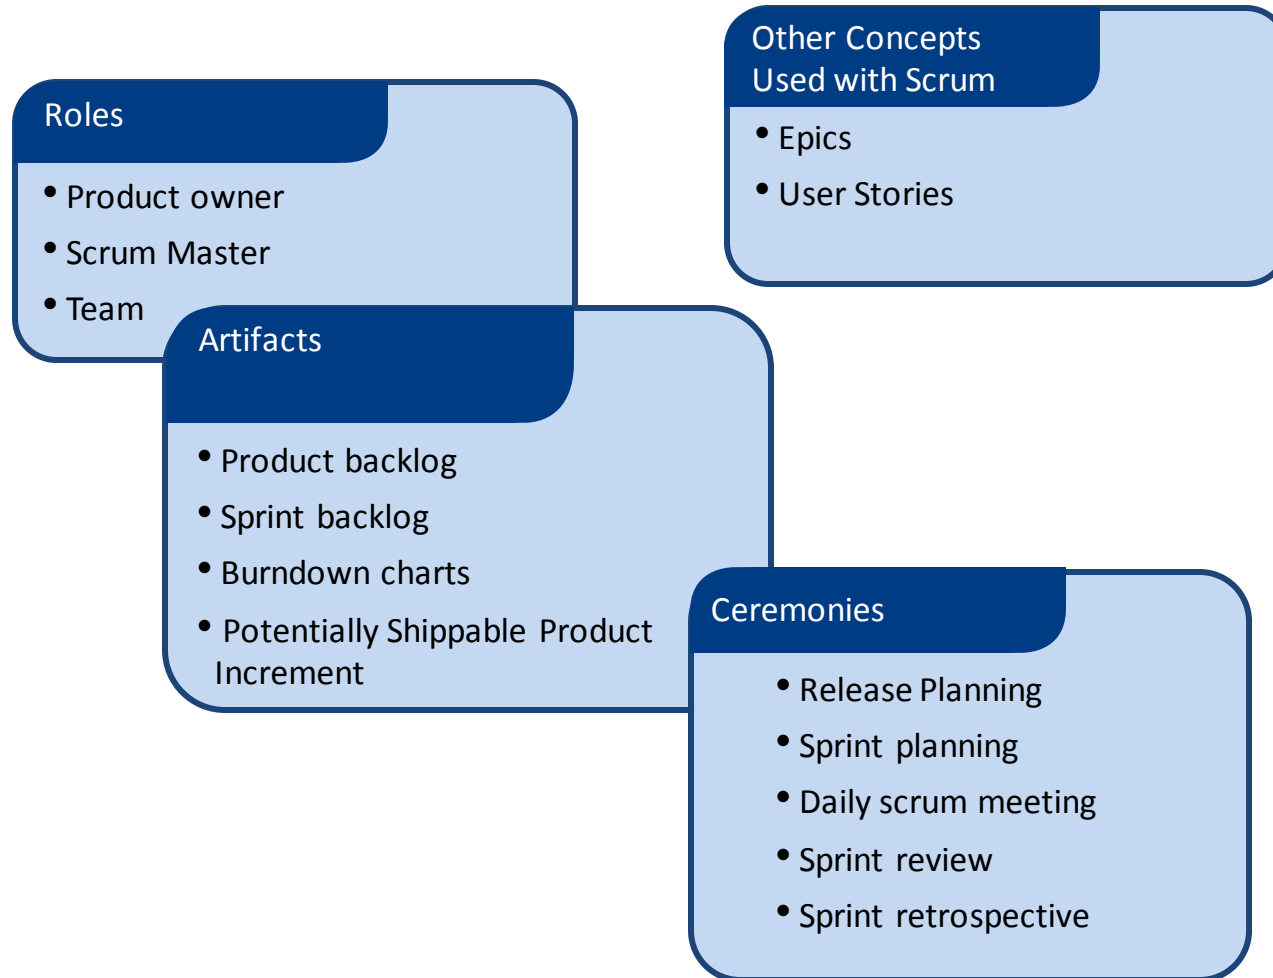 Roles
• Product owner
• Scrum Master
• Team
Artifacts
• Product backlog
• Sprint backlog
• Burndown charts
• Potentially Shippable Product
Increment
Other Concepts
Used with Scrum
• Epics
• User Stories
Ceremonies
• Release Planning
• Sprint planning
• Daily scrum meeting
• Sprint review
• Sprint retrospective